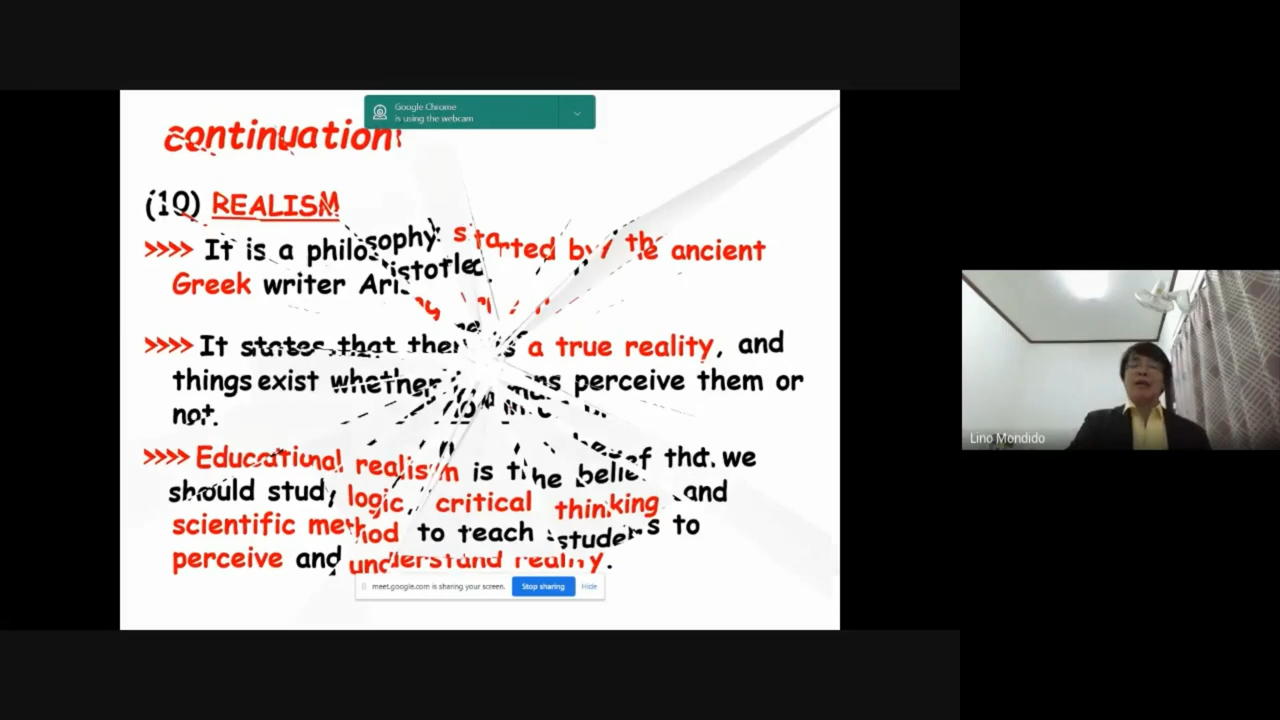 Google Chrome
is using the webcam
continuation
(10) REALISM
>>>> It is a philosophy started by the ancient
Greek writer Aristotle.
>>>> It states that there is a true reality, and
things exist whether humans perceive them or
not.
>>>> Educational realism is the belief that we
should study logic, critical thinking and
scientific method to teach students to
perceive and understand reality.
meet.google.com is sharing your screen. Stop sharing Hide
Lino Mondido